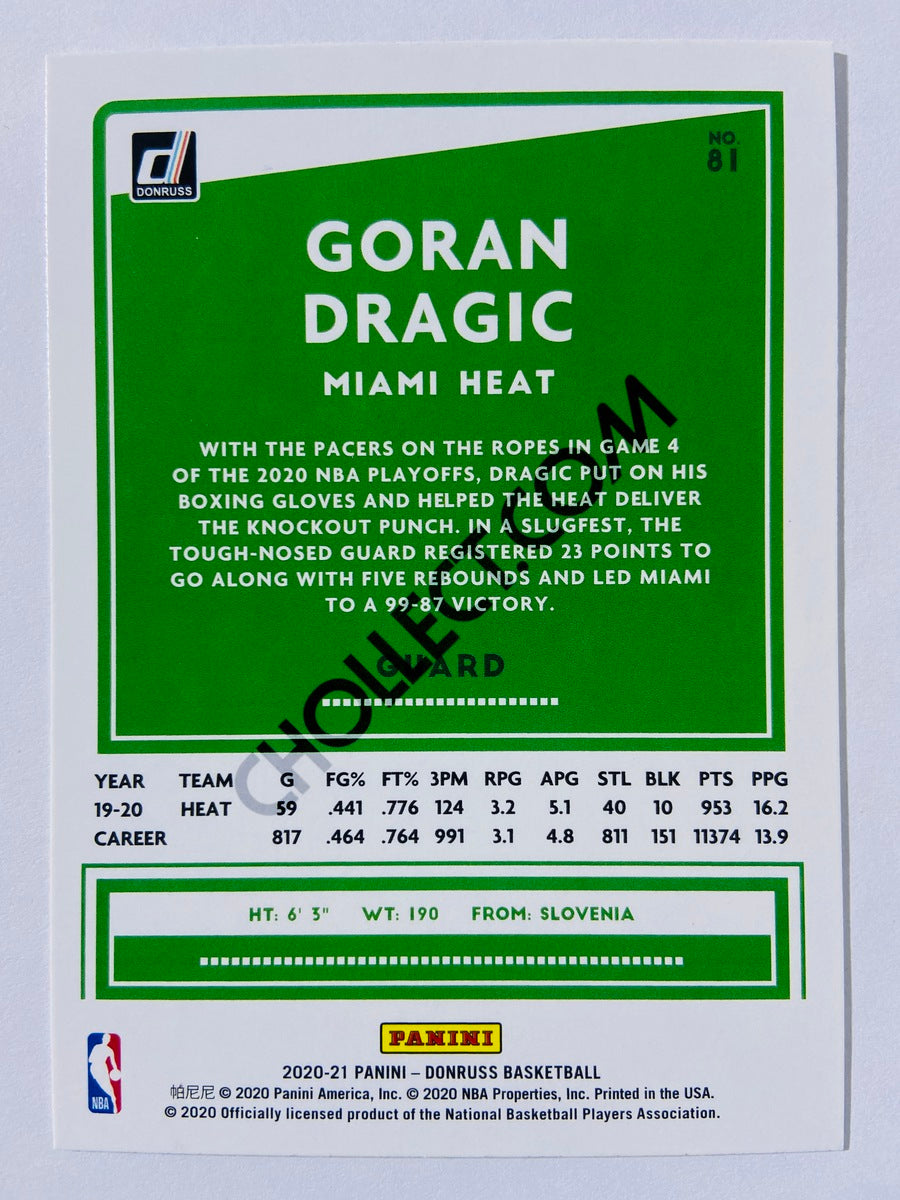 DONRUSS
NO.
81
GORAN
DRAGIC
MIAMI HEAT
WITH THE PACERS ON THE ROPES IN GAME 4
OF THE 2020 NBA PLAYOFFS, DRAGIC PUT ON HIS
BOXING GLOVES AND HELPED THE HEAT DELIVER
THE KNOCKOUT PUNCH. IN A SLUGFEST, THE
TOUGH-NOSED GUARD REGISTERED 23 POINTS TO
GO ALONG WITH FIVE REBOUNDS AND LED MIAMI
TO A 99-87 VICTORY.
GUARD
CHOLLECT.COM
YEAR TEAM G FG% FT% 3PM RPG APG STL BLK PTS PPG
19-20 HEAT 59 .441 .776 124 3.2 5.1 40 10 953 16.2
CAREER 817 .464 .764 991 3.1 4.8 811 151 11374 13.9
HT: 6' 3" WT: 190 FROM: SLOVENIA
PANINI
2020-21 PANINI – DONRUSS BASKETBALL
帕尼尼 © 2020 Panini America, Inc. © 2020 NBA Properties, Inc. Printed in the USA.
© 2020 Officially licensed product of the National Basketball Players Association.
NBA